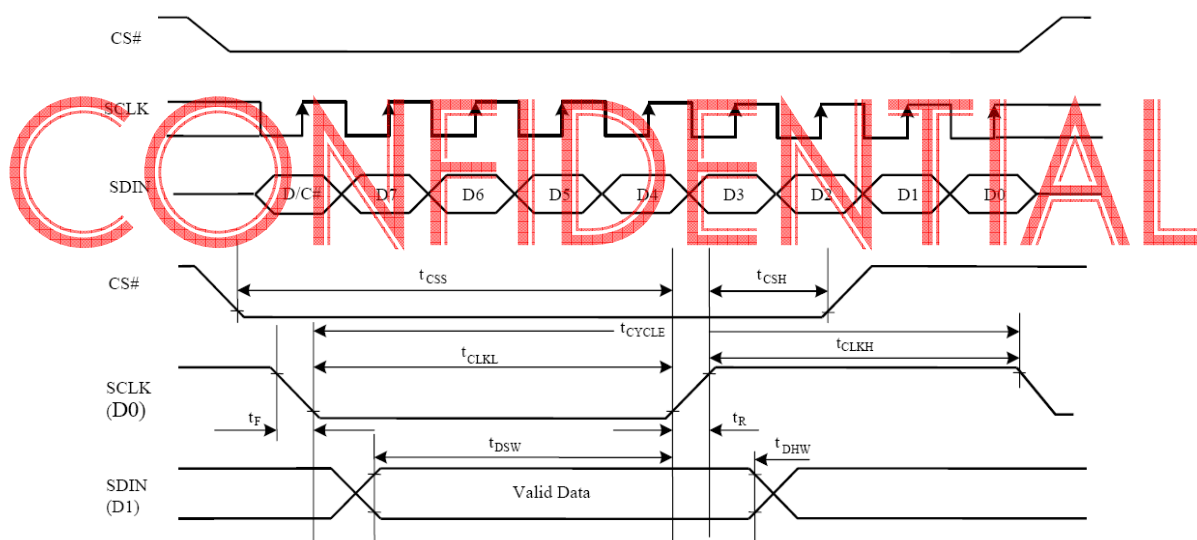 CS#
SCLK
CONFIDENTIAL
SDIN D/C# D7 D6 D5 D4 D3 D2 D1 D0
CS# tCSS tCSH
tCYCLE
tCLKL tCLKH
SCLK
(D0)
tF tR
tDSW tDHW
SDIN
(D1)
Valid Data